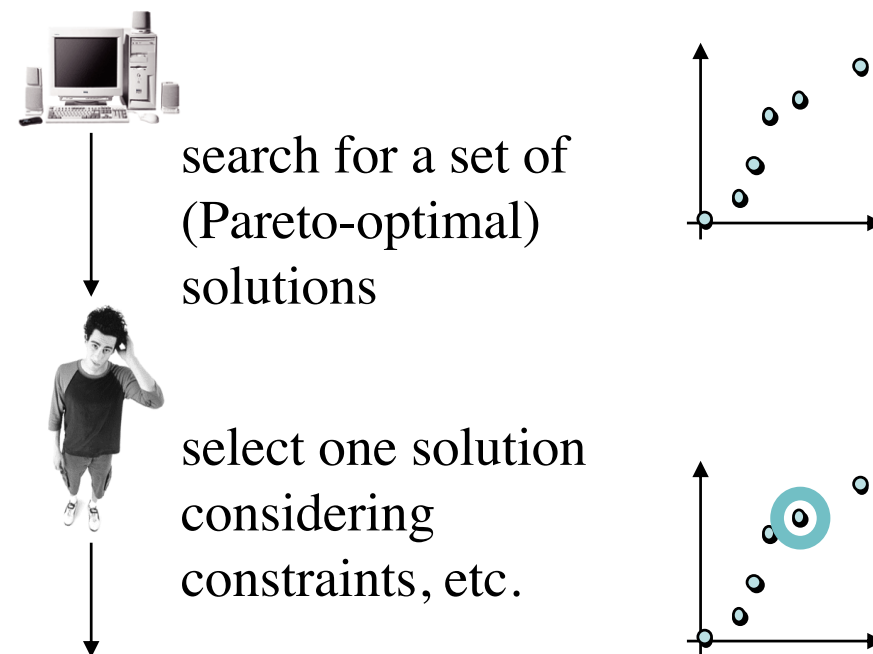 search for a set of
(Pareto-optimal)
solutions
select one solution
considering
constraints, etc.